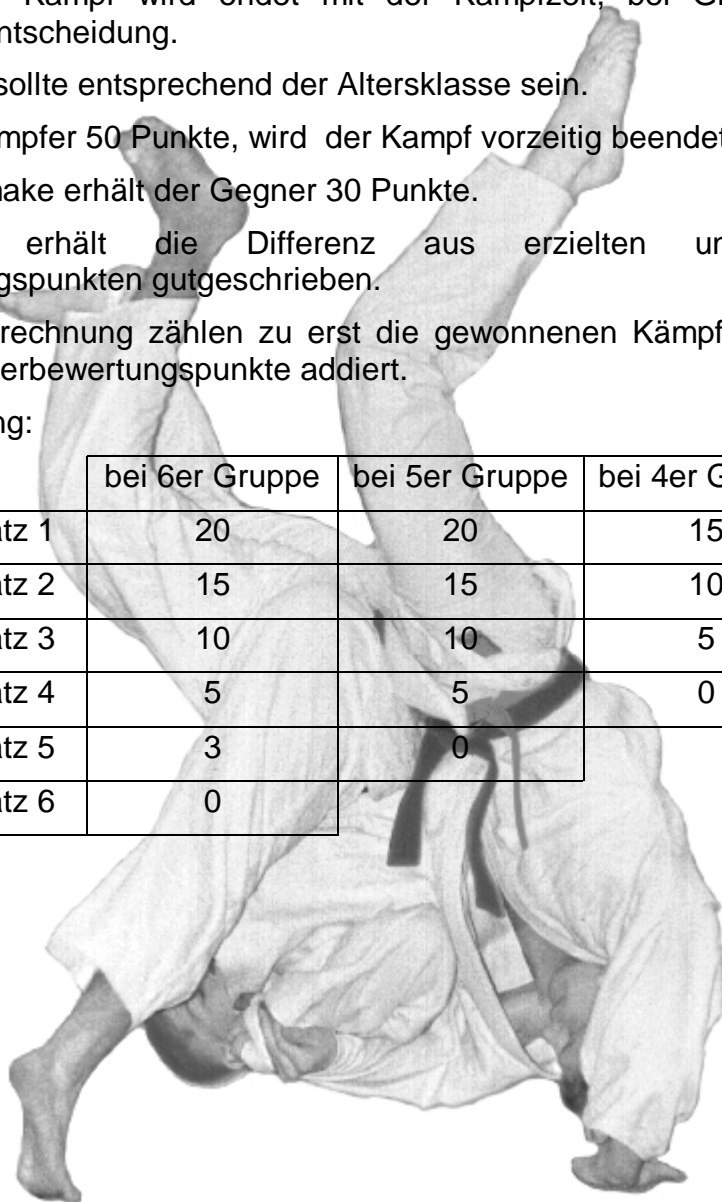 Kampf wird endet mit der Kampfzeit, bei
ntscheidung.
sollte entsprechend der Altersklasse sein.
mpfer 50 Punkte, wird der Kampf vorzeitig beendet
make erhält der Gegner 30 Punkte.
erhält die Differenz aus erzielten un
gspunkten gutgeschrieben.
rechnung zählen zu erst die gewonnenen Kämpf
erbewertungspunkte addiert.
ng:
bei 6er Gruppe bei 5er Gruppe bei 4er G
tz 1 20 20 15
tz 2 15 15 10
tz 3 10 10 5
tz 4 5 5 0
tz 5 3 0
tz 6 0